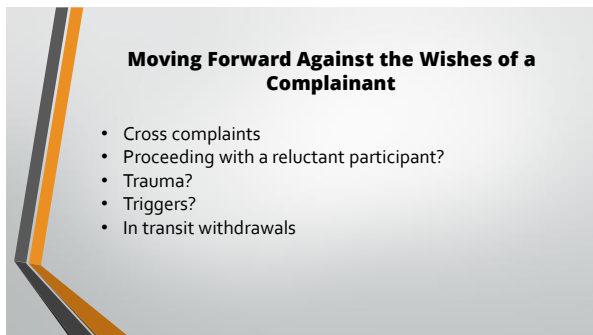 Moving Forward Against the Wishes of a
Complainant
• Cross complaints
• Proceeding with a reluctant participant?
• Trauma?
• Triggers?
• In transit withdrawals